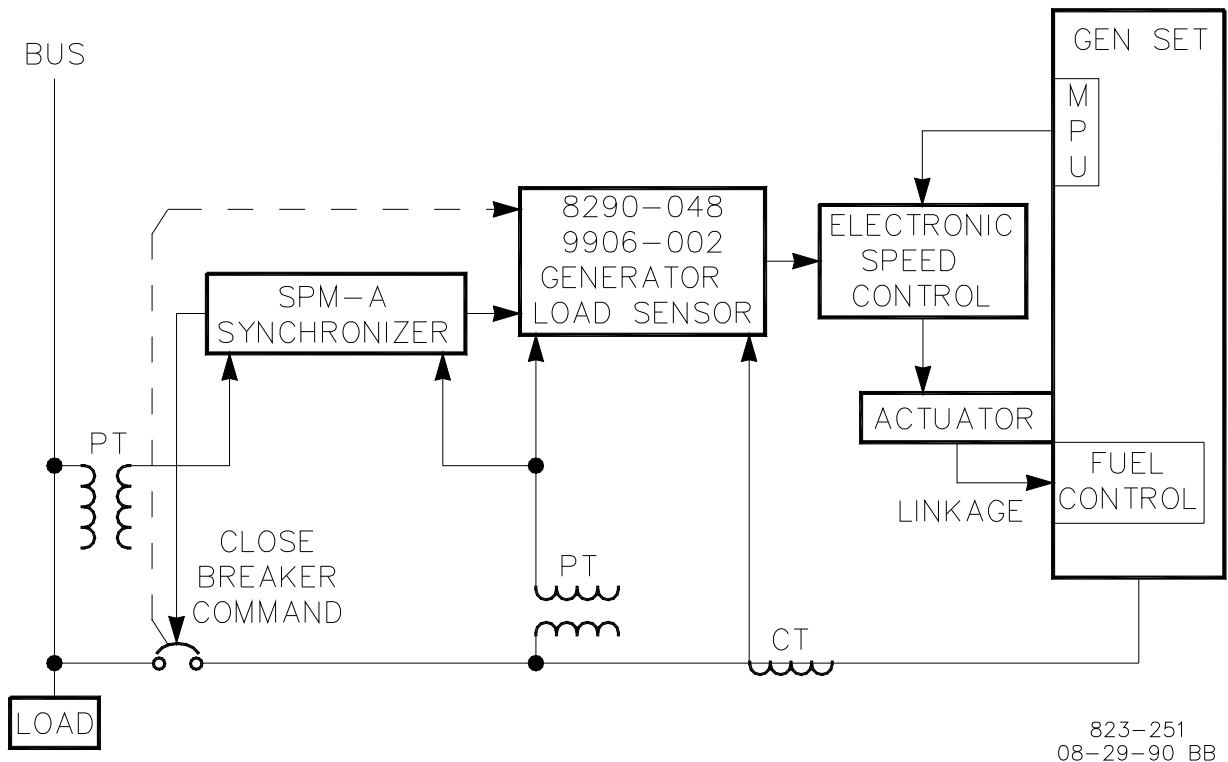 BUS
GEN SET
M
P
U
8290-048
9906-002
GENERATOR
LOAD SENSOR
ELECTRONIC
SPEED
CONTROL
SPM-A
SYNCHRONIZER
ACTUATOR
PT
FUEL
CONTROL
LINKAGE
CLOSE
BREAKER
COMMAND
PT
CT
LOAD
823-251
08-29-90 BB